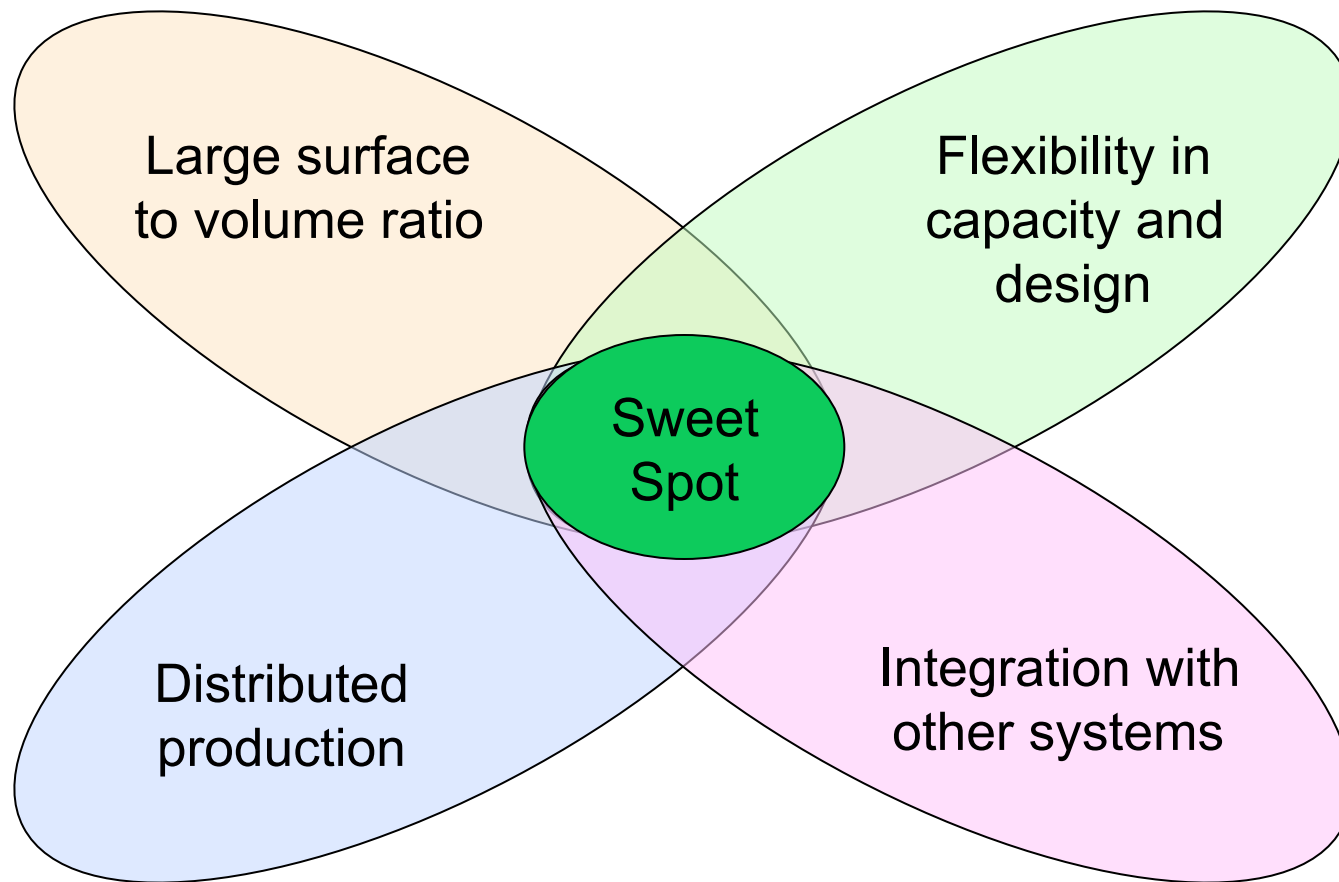 Large surface
to volume ratio
Flexibility in
capacity and
design
Sweet
Spot
Distributed
production
Integration with
other systems